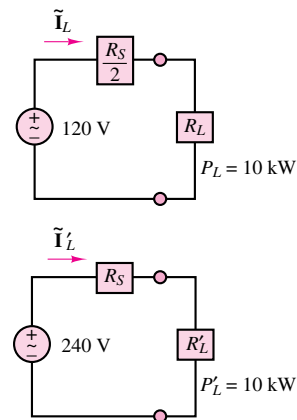 Ĩ_L
R_S
2
120 V
R_L
P_L = 10 kW
Ĩ′_L
R_S
240 V
R′_L
P′_L = 10 kW